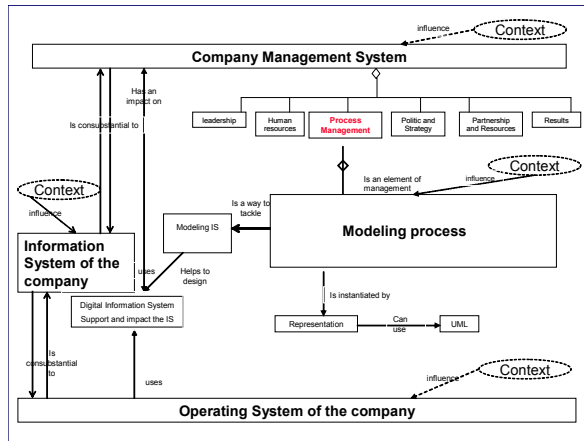 influence
Context
Company Management System
Has an
impact on
Is consubstantial to
leadership
Human
resources
Process
Management
Politic and
Strategy
Partnership
and Resources
Results
Context
influence
Is an element of
management
Context
influence
Is a way to
tackle
Modeling IS
Modeling process
Information
System of the
company
uses
Helps to
design
Digital Information System
Support and impact the IS
Is instantiated by
Representation
Can
use
UML
Is
consubstantial
to
uses
influence
Context
Operating System of the company